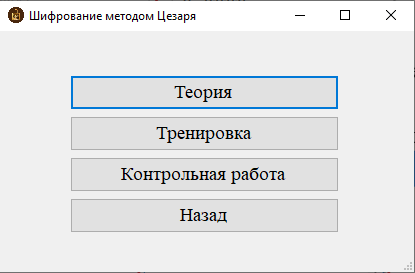 Шифрование методом Цезаря
Теория
Тренировка
Контрольная работа
Назад